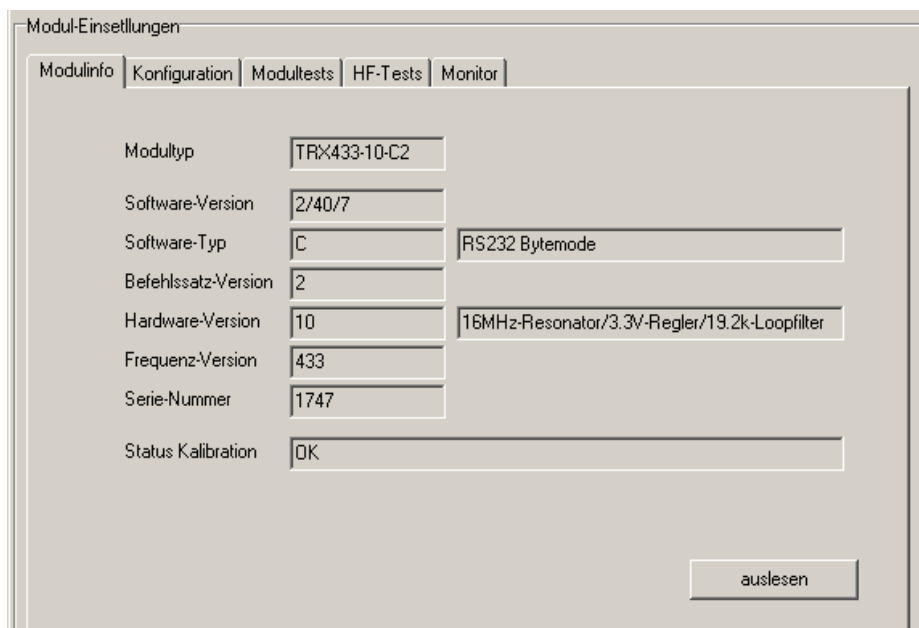 Modul-Einsetllungen
Modulinfo Konfiguration Modultests HF-Tests Monitor
Modultyp TRX433-10-C2
Software-Version 2/40/7
Software-Typ C RS232 Bytemode
Befehlssatz-Version 2
Hardware-Version 10 16MHz-Resonator/3.3V-Regler/19.2k-Loopfilter
Frequenz-Version 433
Serie-Nummer 1747
Status Kalibration OK
auslesen